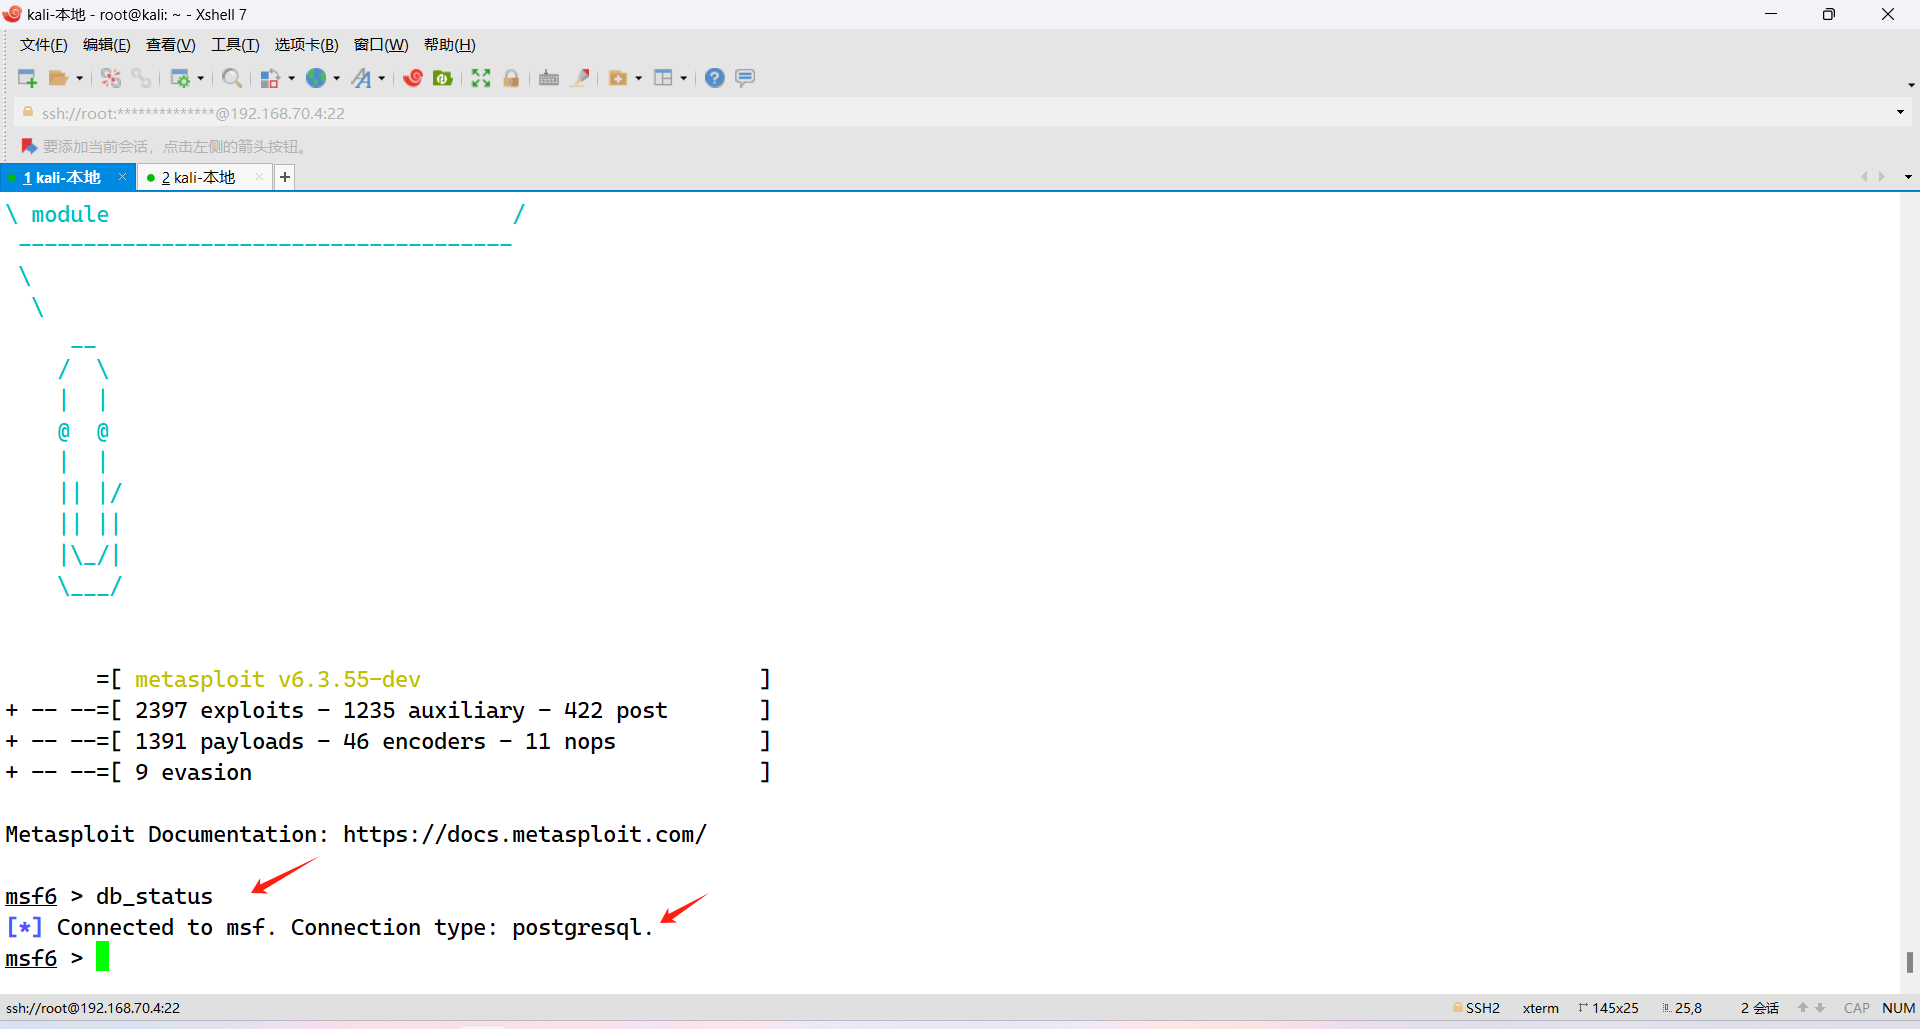 kali-本地 - root@kali: ~ - Xshell 7
文件(F) 编辑(E) 查看(V) 工具(T) 选项卡(B) 窗口(W) 帮助(H)
ssh://root:**************@192.168.70.4:22
要添加当前会话，点击左侧的箭头按钮。
1 kali-本地 × 2 kali-本地 × +
\ module                               /
 --------------------------------------
 \
  \
     __
    /  \
    |  |
    @  @
    |  |
    || |/
    || ||
    |\_/|
    \___/
       =[ metasploit v6.3.55-dev                          ]
+ -- --=[ 2397 exploits - 1235 auxiliary - 422 post       ]
+ -- --=[ 1391 payloads - 46 encoders - 11 nops           ]
+ -- --=[ 9 evasion                                       ]
Metasploit Documentation: https://docs.metasploit.com/
msf6 > db_status
[*] Connected to msf. Connection type: postgresql.
msf6 >
ssh://root@192.168.70.4:22 SSH2 xterm 145x25 25,8 2 会话 CAP NUM